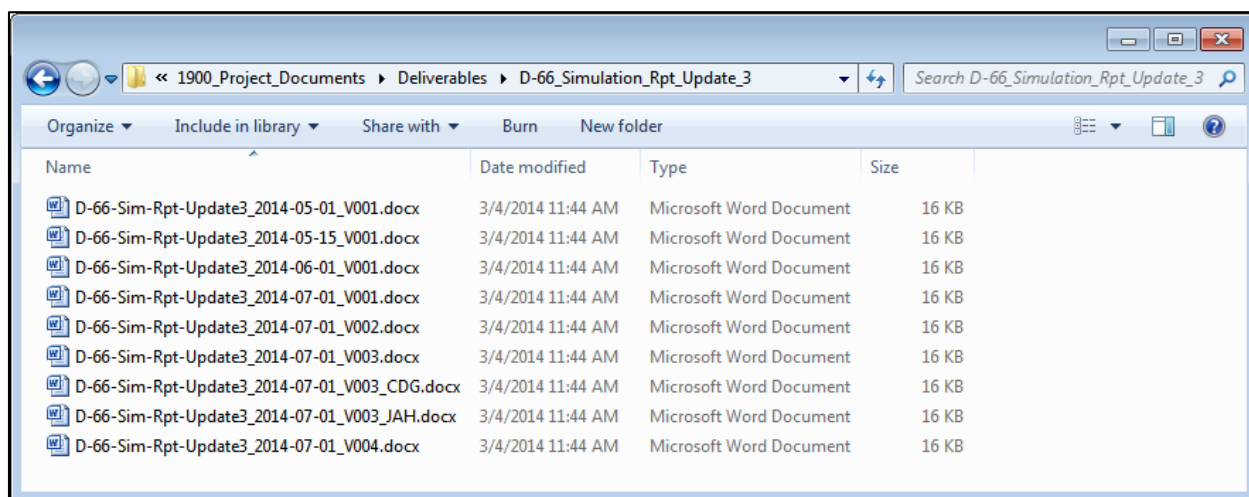 « 1900_Project_Documents ▸ Deliverables ▸ D-66_Simulation_Rpt_Update_3 Search D-66_Simulation_Rpt_Update_3
Organize Include in library Share with Burn New folder
Name Date modified Type Size
D-66-Sim-Rpt-Update3_2014-05-01_V001.docx 3/4/2014 11:44 AM Microsoft Word Document 16 KB
D-66-Sim-Rpt-Update3_2014-05-15_V001.docx 3/4/2014 11:44 AM Microsoft Word Document 16 KB
D-66-Sim-Rpt-Update3_2014-06-01_V001.docx 3/4/2014 11:44 AM Microsoft Word Document 16 KB
D-66-Sim-Rpt-Update3_2014-07-01_V001.docx 3/4/2014 11:44 AM Microsoft Word Document 16 KB
D-66-Sim-Rpt-Update3_2014-07-01_V002.docx 3/4/2014 11:44 AM Microsoft Word Document 16 KB
D-66-Sim-Rpt-Update3_2014-07-01_V003.docx 3/4/2014 11:44 AM Microsoft Word Document 16 KB
D-66-Sim-Rpt-Update3_2014-07-01_V003_CDG.docx 3/4/2014 11:44 AM Microsoft Word Document 16 KB
D-66-Sim-Rpt-Update3_2014-07-01_V003_JAH.docx 3/4/2014 11:44 AM Microsoft Word Document 16 KB
D-66-Sim-Rpt-Update3_2014-07-01_V004.docx 3/4/2014 11:44 AM Microsoft Word Document 16 KB